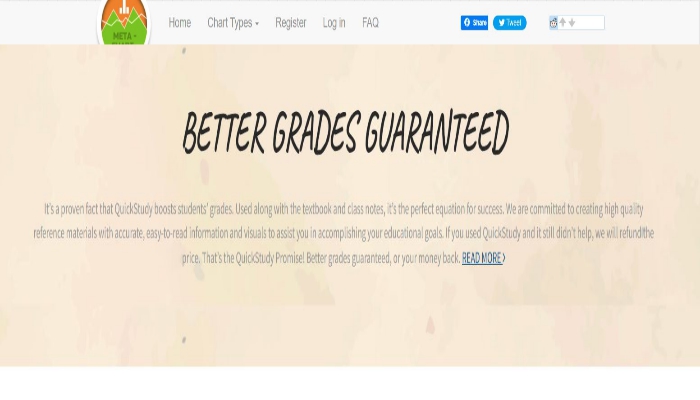 Home Chart Types Register Log in FAQ Share Tweet
META -
BETTER GRADES GUARANTEED
It's a proven fact that QuickStudy boosts students' grades. Used along with the textbook and class notes, it's the perfect equation for success. We are committed to creating high quality
reference materials with accurate, easy-to-read information and visuals to assist you in accomplishing your educational goals. If you used QuickStudy and it still didn't help, we will refundthe
price. That's the QuickStudy Promise! Better grades guaranteed, or your money back. READ MORE